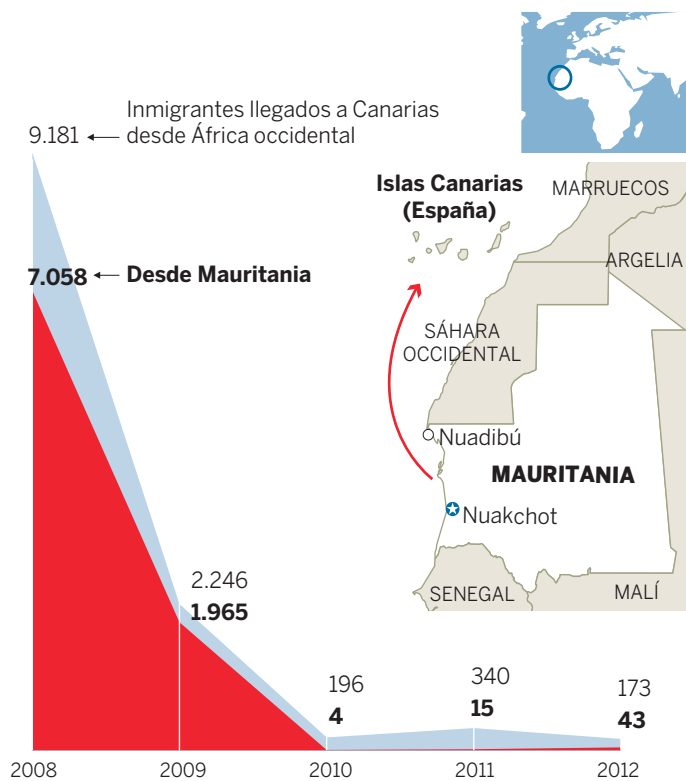 Inmigrantes llegados a Canarias
9.181
desde África occidental
7.058
Desde Mauritania
2.246
1.965
196
4
340
15
173
43
2008
2009
2010
2011
2012
Islas Canarias
(España)
MARRUECOS
ARGELIA
SÁHARA
OCCIDENTAL
Nuadibú
MAURITANIA
Nuakchot
SENEGAL
MALÍ